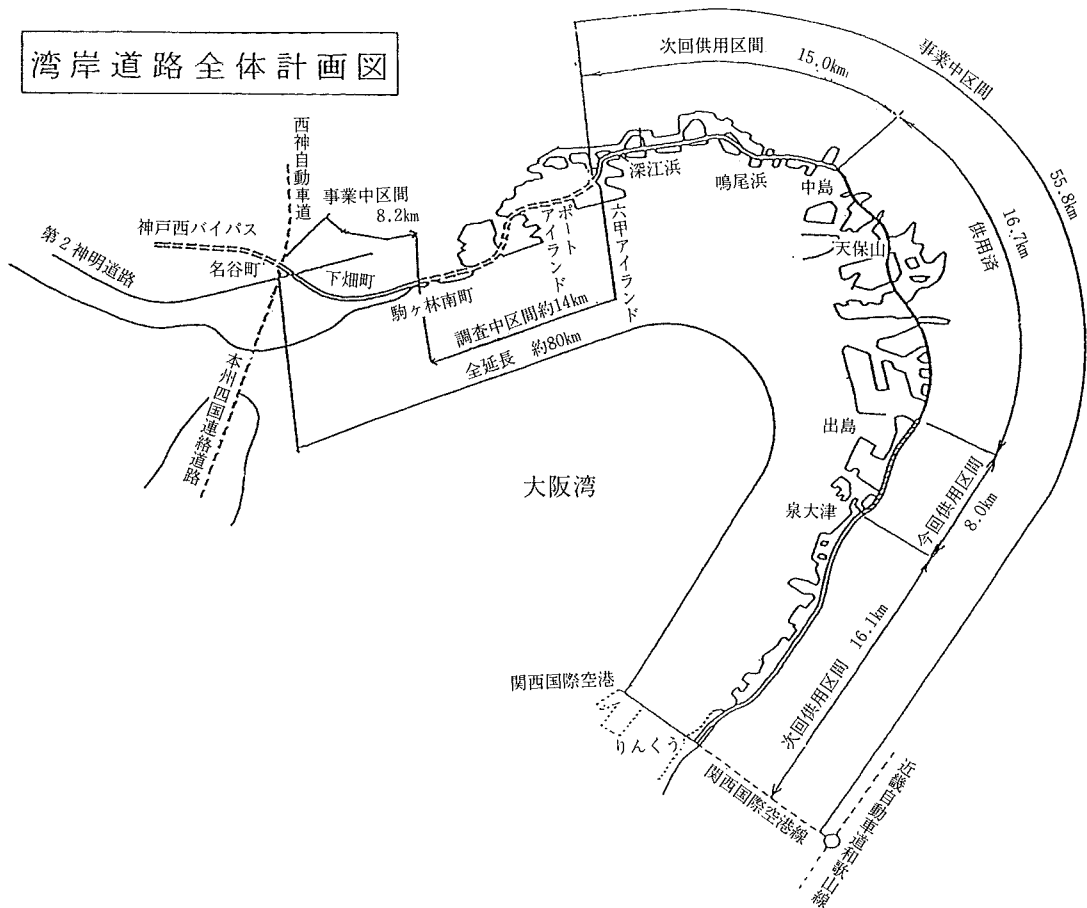 湾岸道路全体計画図
次回供用区間
15.0km
事業中区間
55.8km
16.7km
供用済
西神自動車道
事業中区間
8.2km
神戸西バイパス
第2神明道路
名谷町
下畑町
駒ヶ林南町
ポートアイランド
六甲アイランド
深江浜
鳴尾浜
中島
天保山
調査中区間約14km
全延長 約80km
本州四国連絡道路
大阪湾
出島
泉大津
今回供用区間
8.0km
次回供用区間 16.1km
関西国際空港
りんくう
関西国際空港線
近畿自動車道和歌山線